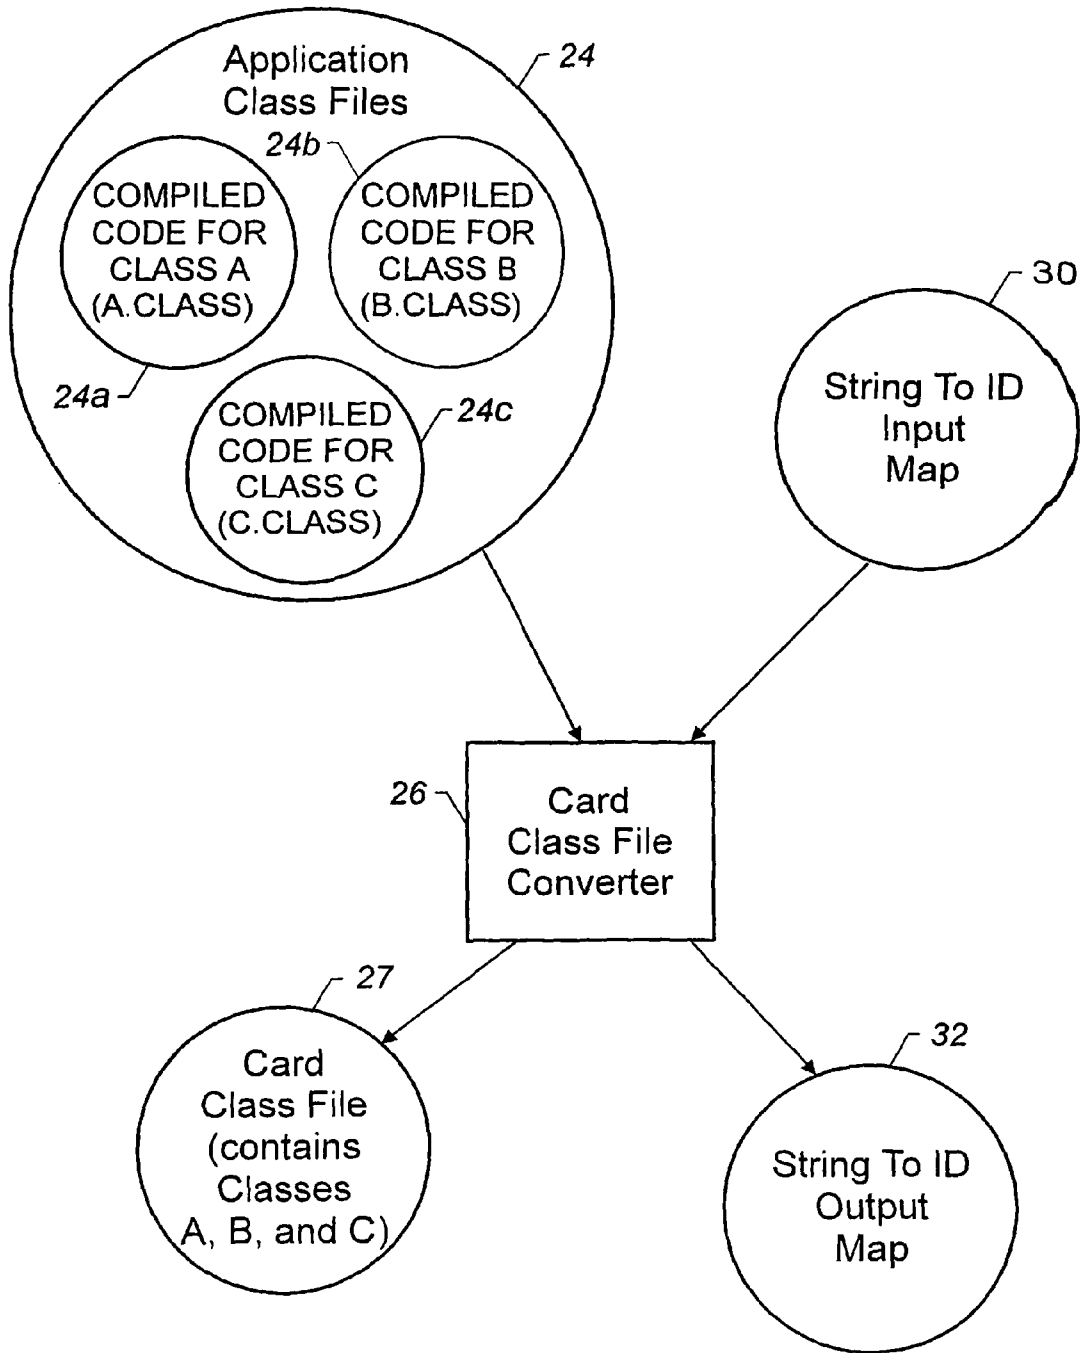 Application
Class Files
24
24b
COMPILED
CODE FOR
CLASS A
(A.CLASS)
COMPILED
CODE FOR
CLASS B
(B.CLASS)
24a
COMPILED
CODE FOR
CLASS C
(C.CLASS)
24c
30
String To ID
Input
Map
26
Card
Class File
Converter
27
Card
Class File
(contains
Classes
A, B, and C)
32
String To ID
Output
Map